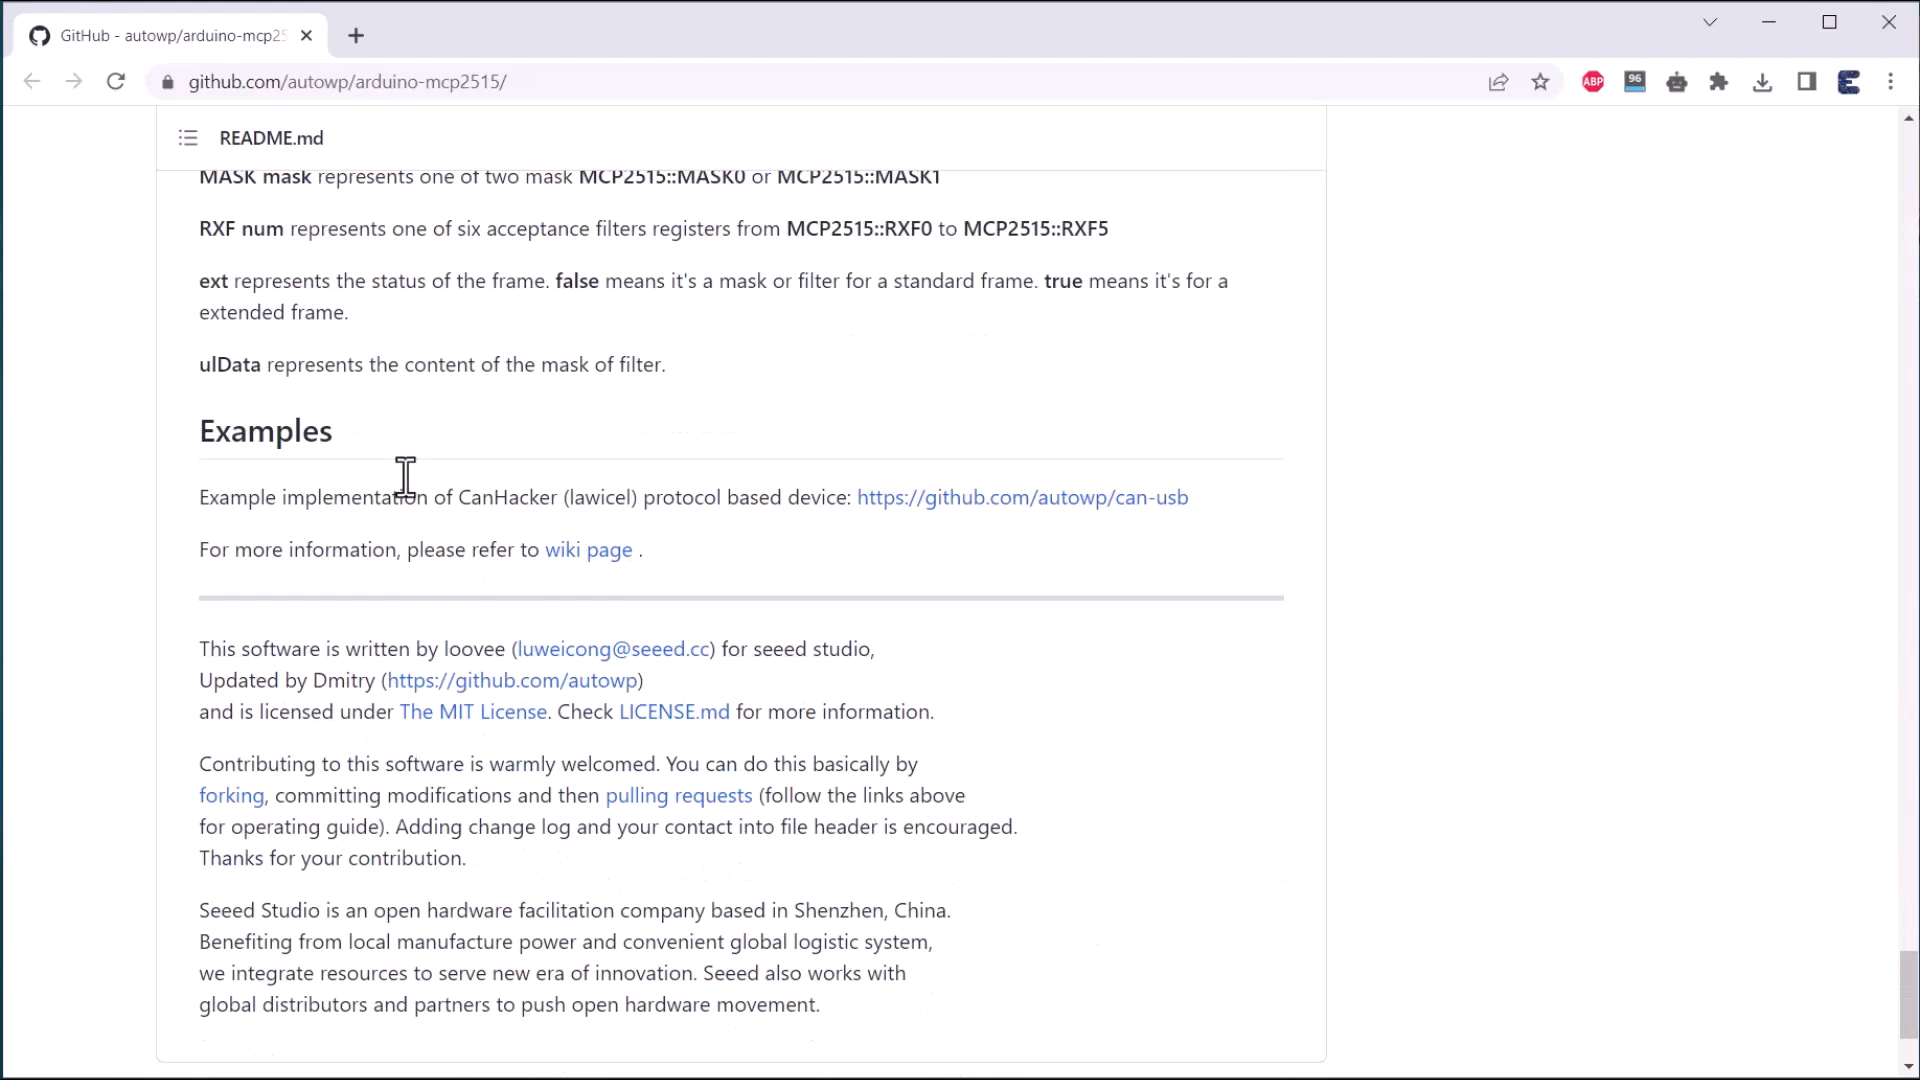 GitHub - autowp/arduino-mcp25
github.com/autowp/arduino-mcp2515/
ABP
96
README.md
MASK mask represents one of two mask MCP2515::MASK0 or MCP2515::MASK1
RXF num represents one of six acceptance filters registers from MCP2515::RXF0 to MCP2515::RXF5
ext represents the status of the frame. false means it's a mask or filter for a standard frame. true means it's for a
extended frame.
ulData represents the content of the mask of filter.
Examples
Example implementation of CanHacker (lawicel) protocol based device: https://github.com/autowp/can-usb
For more information, please refer to wiki page .
This software is written by loovee (luweicong@seeed.cc) for seeed studio,
Updated by Dmitry (https://github.com/autowp)
and is licensed under The MIT License. Check LICENSE.md for more information.
Contributing to this software is warmly welcomed. You can do this basically by
forking, committing modifications and then pulling requests (follow the links above
for operating guide). Adding change log and your contact into file header is encouraged.
Thanks for your contribution.
Seeed Studio is an open hardware facilitation company based in Shenzhen, China.
Benefiting from local manufacture power and convenient global logistic system,
we integrate resources to serve new era of innovation. Seeed also works with
global distributors and partners to push open hardware movement.